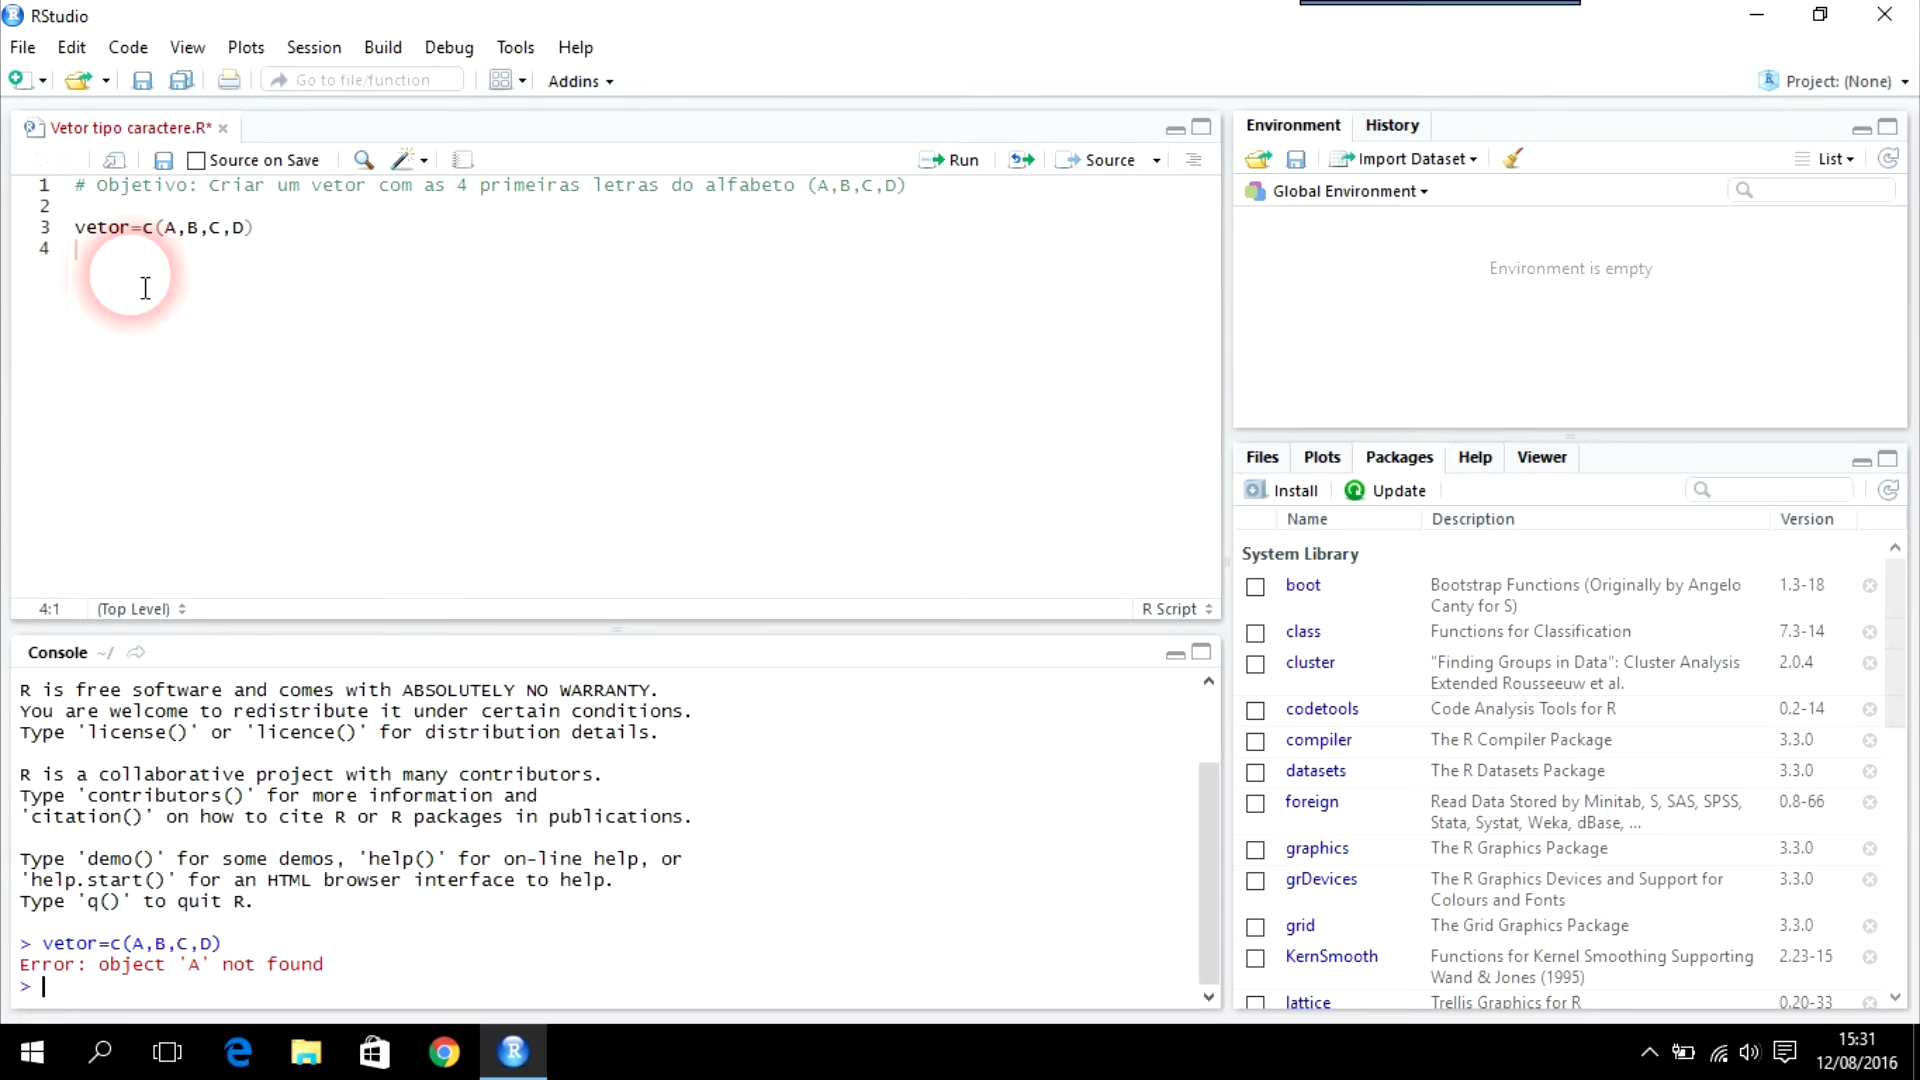 RStudio
File Edit Code View Plots Session Build Debug Tools Help
Go to file/function Addins Project: (None)
Vetor tipo caractere.R*
Source on Save Run Source
1 # Objetivo: Criar um vetor com as 4 primeiras letras do alfabeto (A,B,C,D)
2
3 vetor=c(A,B,C,D)
4
4:1 (Top Level) R Script
Console ~/
R is free software and comes with ABSOLUTELY NO WARRANTY.
You are welcome to redistribute it under certain conditions.
Type 'license()' or 'licence()' for distribution details.
R is a collaborative project with many contributors.
Type 'contributors()' for more information and
'citation()' on how to cite R or R packages in publications.
Type 'demo()' for some demos, 'help()' for on-line help, or
'help.start()' for an HTML browser interface to help.
Type 'q()' to quit R.
> vetor=c(A,B,C,D)
Error: object 'A' not found
>
Environment History
Import Dataset List
Global Environment
Environment is empty
Files Plots Packages Help Viewer
Install Update
Name Description Version
System Library
boot Bootstrap Functions (Originally by Angelo 1.3-18
Canty for S)
class Functions for Classification 7.3-14
cluster "Finding Groups in Data": Cluster Analysis 2.0.4
Extended Rousseeuw et al.
codetools Code Analysis Tools for R 0.2-14
compiler The R Compiler Package 3.3.0
datasets The R Datasets Package 3.3.0
foreign Read Data Stored by Minitab, S, SAS, SPSS, 0.8-66
Stata, Systat, Weka, dBase, ...
graphics The R Graphics Package 3.3.0
grDevices The R Graphics Devices and Support for 3.3.0
Colours and Fonts
grid The Grid Graphics Package 3.3.0
KernSmooth Functions for Kernel Smoothing Supporting 2.23-15
Wand & Jones (1995)
lattice Trellis Graphics for R 0.20-33
15:31
12/08/2016